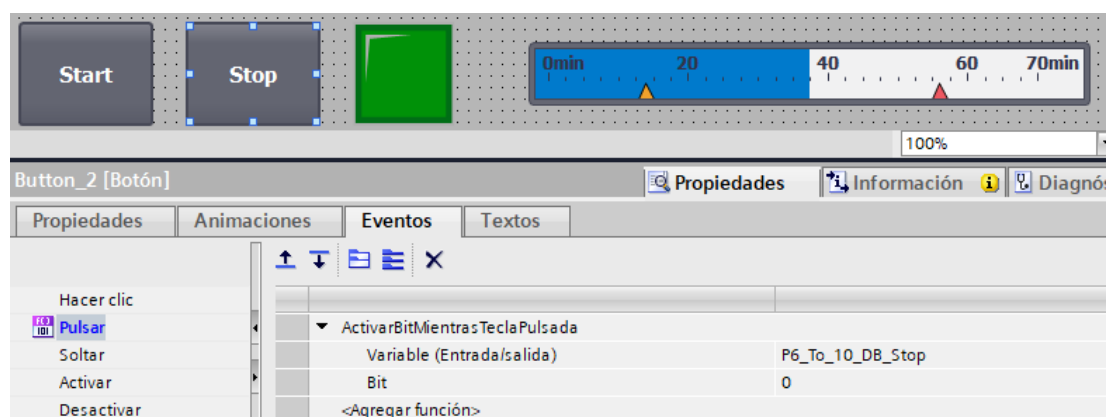 Start
Stop
0min 20 40 60 70min
100%
Button_2 [Botón]
Propiedades Información Diagnós
Propiedades Animaciones Eventos Textos
Hacer clic
Pulsar
ActivarBitMientrasTeclaPulsada
Soltar
Variable (Entrada/salida) P6_To_10_DB_Stop
Activar
Bit 0
Desactivar
<Agregar función>